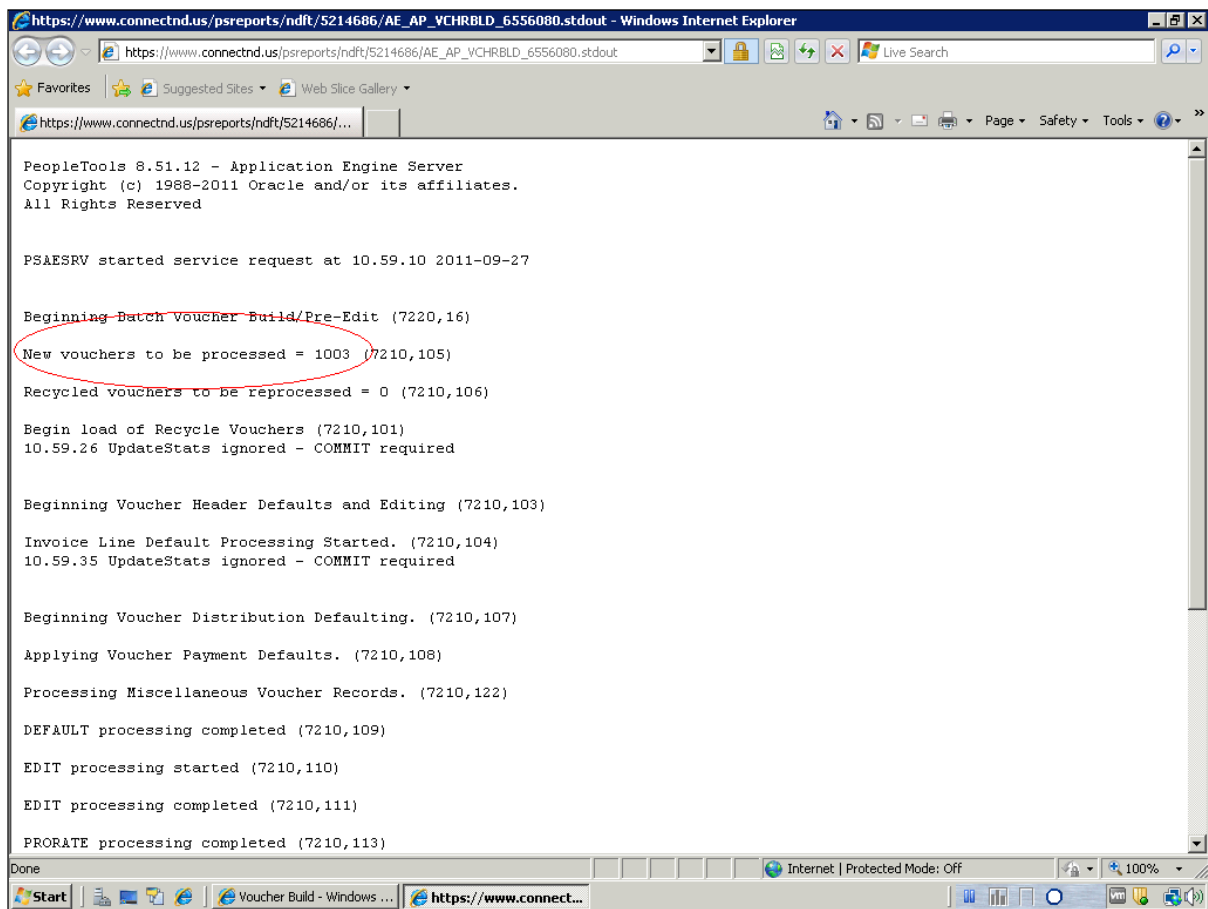 https://www.connectnd.us/psreports/ndft/5214686/AE_AP_VCHRBLD_6556080.stdout - Windows Internet Explorer
https://www.connectnd.us/psreports/ndft/5214686/AE_AP_VCHRBLD_6556080.stdout Live Search
Favorites Suggested Sites Web Slice Gallery
https://www.connectnd.us/psreports/ndft/5214686/... Page Safety Tools
PeopleTools 8.51.12 - Application Engine Server
Copyright (c) 1988-2011 Oracle and/or its affiliates.
All Rights Reserved
PSAESRV started service request at 10.59.10 2011-09-27
Beginning Batch Voucher Build/Pre-Edit (7220,16)
New vouchers to be processed = 1003 (7210,105)
Recycled vouchers to be reprocessed = 0 (7210,106)
Begin load of Recycle Vouchers (7210,101)
10.59.26 UpdateStats ignored - COMMIT required
Beginning Voucher Header Defaults and Editing (7210,103)
Invoice Line Default Processing Started. (7210,104)
10.59.35 UpdateStats ignored - COMMIT required
Beginning Voucher Distribution Defaulting. (7210,107)
Applying Voucher Payment Defaults. (7210,108)
Processing Miscellaneous Voucher Records. (7210,122)
DEFAULT processing completed (7210,109)
EDIT processing started (7210,110)
EDIT processing completed (7210,111)
PRORATE processing completed (7210,113)
Done Internet | Protected Mode: Off 100%
Start Voucher Build - Windows ... https://www.connect...